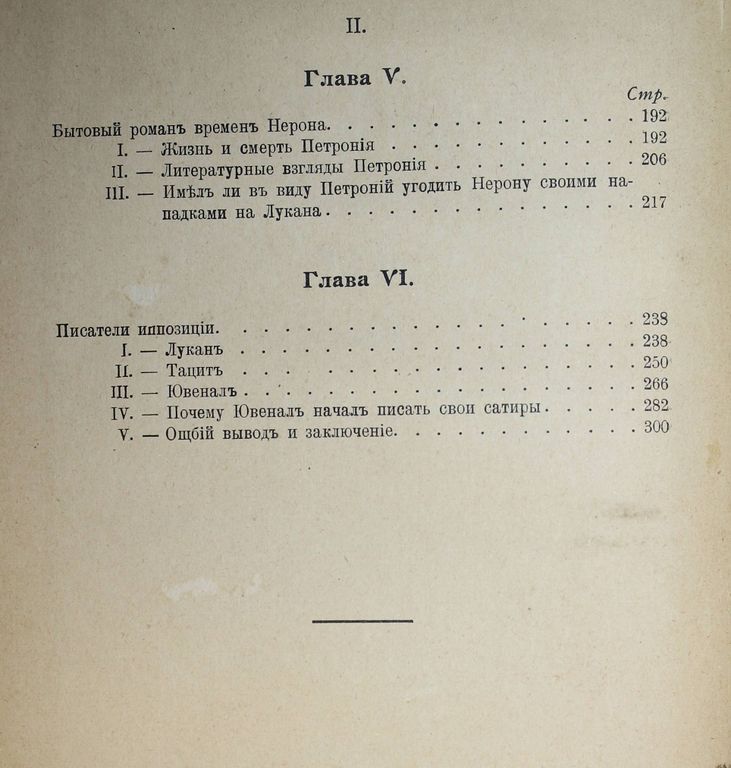 II.
Глава V.
Стр.
Бытовый романъ временъ Нерона. . . . . . . . . . . . . . 192
I. — Жизнь и смерть Петронія . . . . . . . . . . . 192
II. — Литературные взгляды Петронія . . . . . . . . . 206
III. — Имѣлъ ли въ виду Петроній угодить Нерону своими на-
падками на Лукана. . . . . . . . . . . . . . 217
Глава VI.
Писатели иппозиціи. . . . . . . . . . . . . . . . . . . 238
I. — Луканъ . . . . . . . . . . . . . . . . . . 238
II. — Тацитъ . . . . . . . . . . . . . . . . . . 250
III. — Ювеналъ . . . . . . . . . . . . . . . . . . 266
IV. — Почему Ювеналъ началъ писать свои сатиры. . . . . 282
V. — Ощбій выводъ и заключеніе. . . . . . . . . . . 300